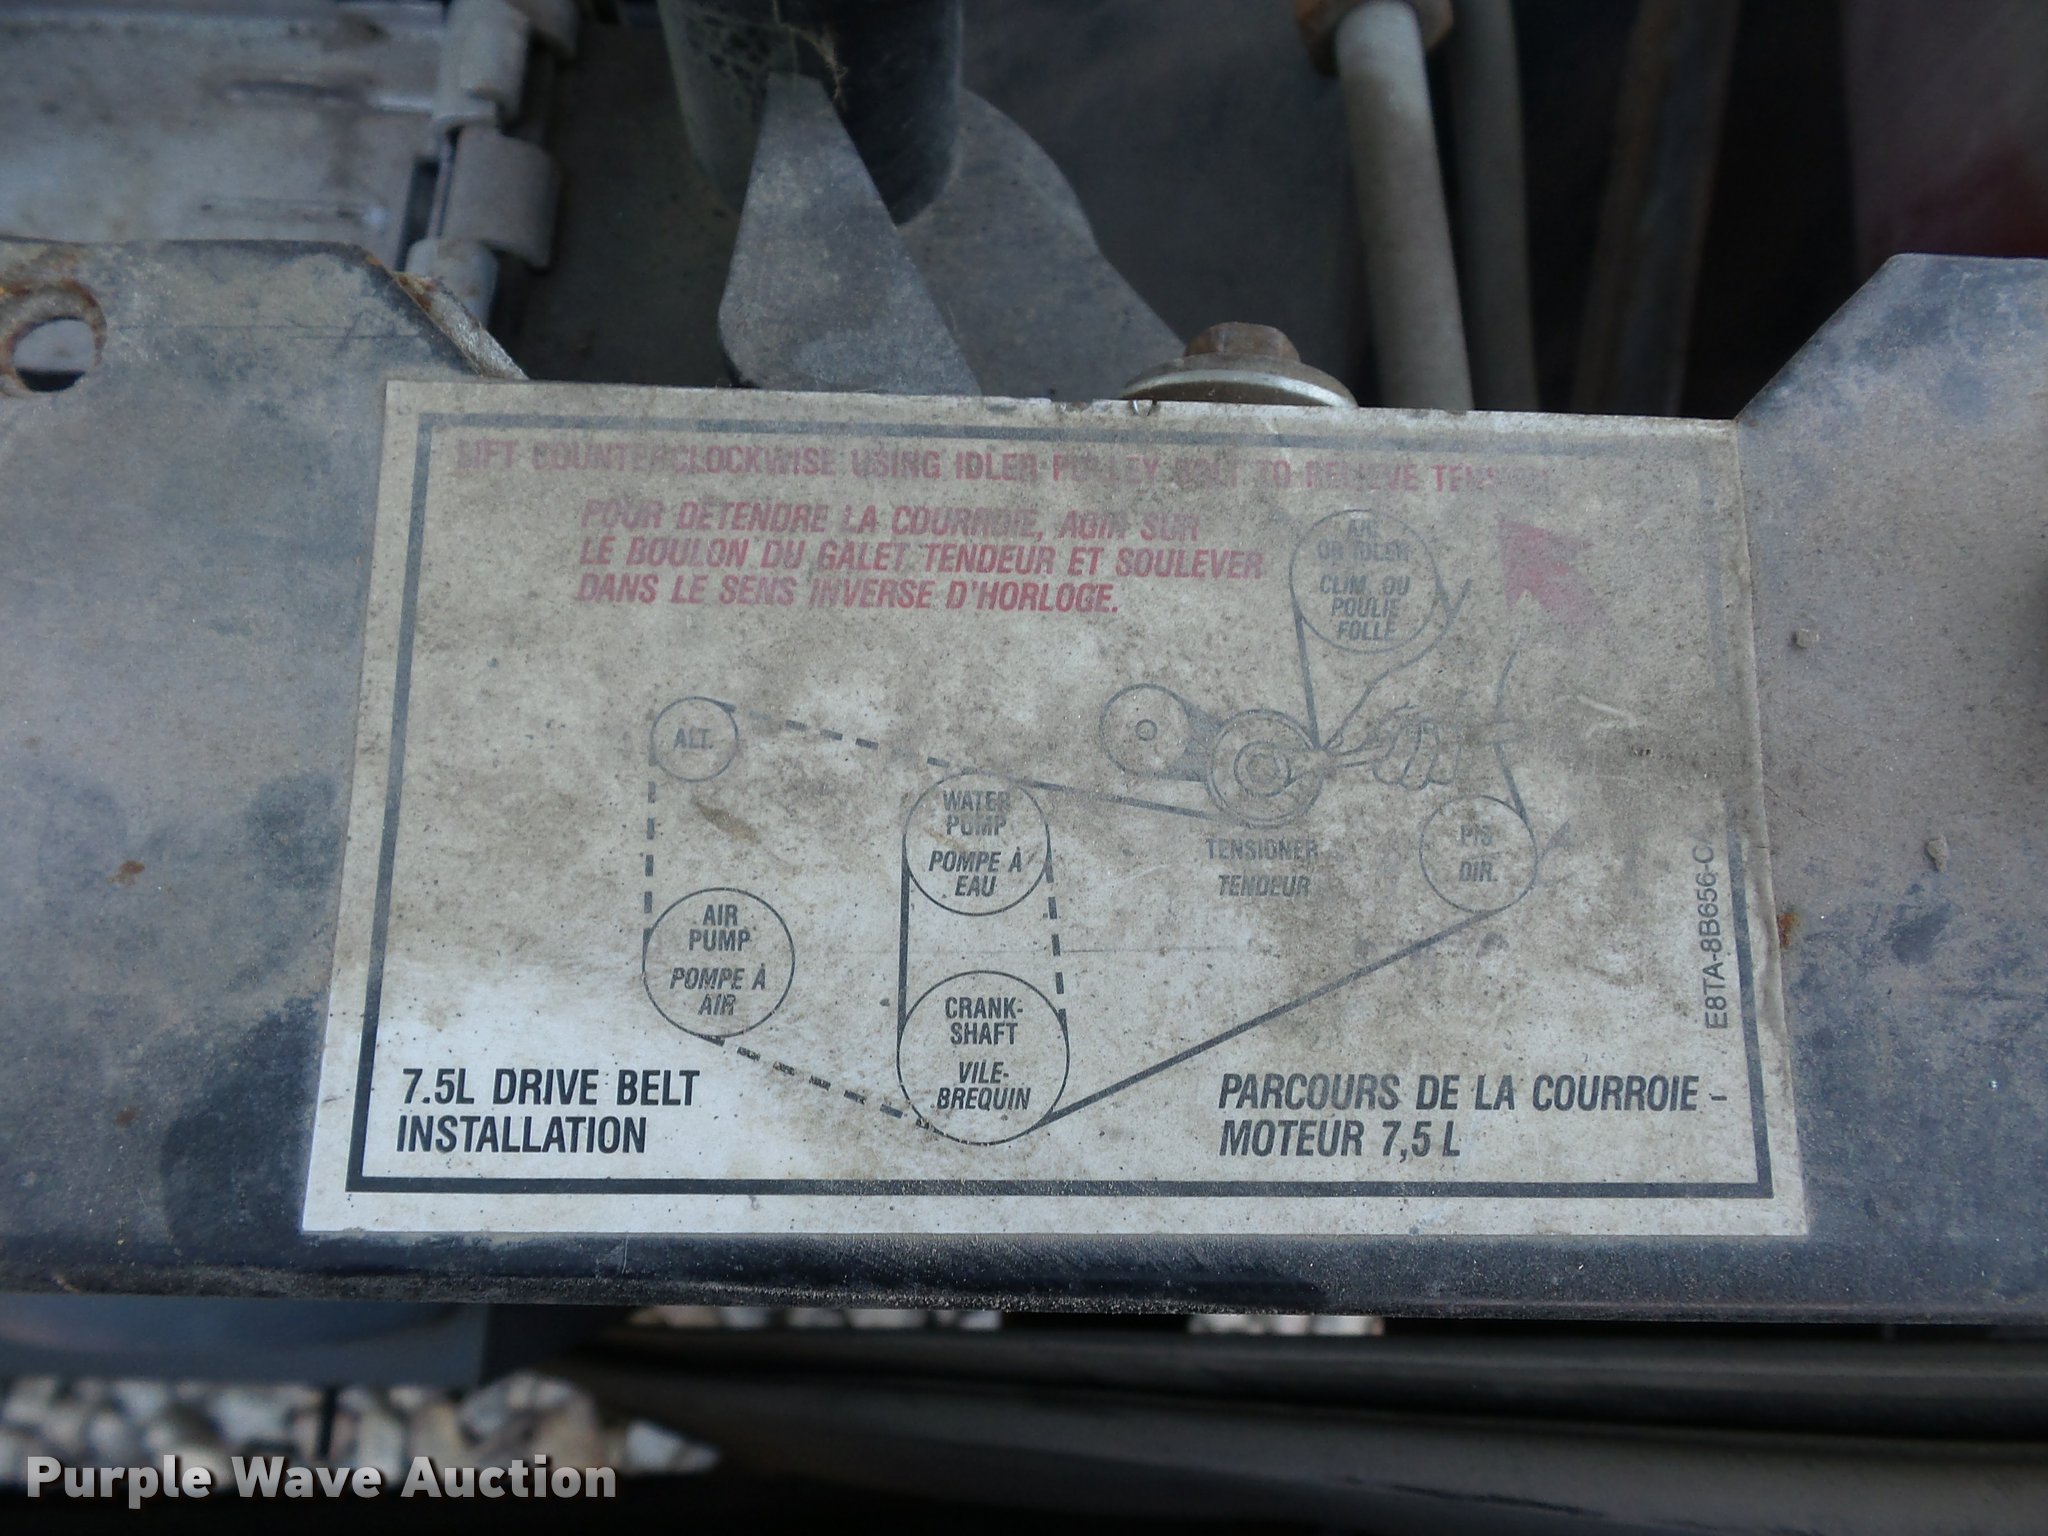 LIFT COUNTERCLOCKWISE USING IDLER PULLEY BOLT TO RELIEVE TENSION
POUR DÉTENDRE LA COURROIE, AGIR SUR
LE BOULON DU GALET TENDEUR ET SOULEVER
DANS LE SENS INVERSE D'HORLOGE.
A/C
OR IDLER
CLIM. OU
POULIE
FOLLE
ALT.
WATER
PUMP
POMPE À
EAU
TENSIONER
TENDEUR
P/S
DIR.
AIR
PUMP
POMPE À
AIR
CRANK-
SHAFT
VILE-
BREQUIN
7.5L DRIVE BELT
INSTALLATION
PARCOURS DE LA COURROIE -
MOTEUR 7,5 L
E8TA-8B656-CA
Purple Wave Auction